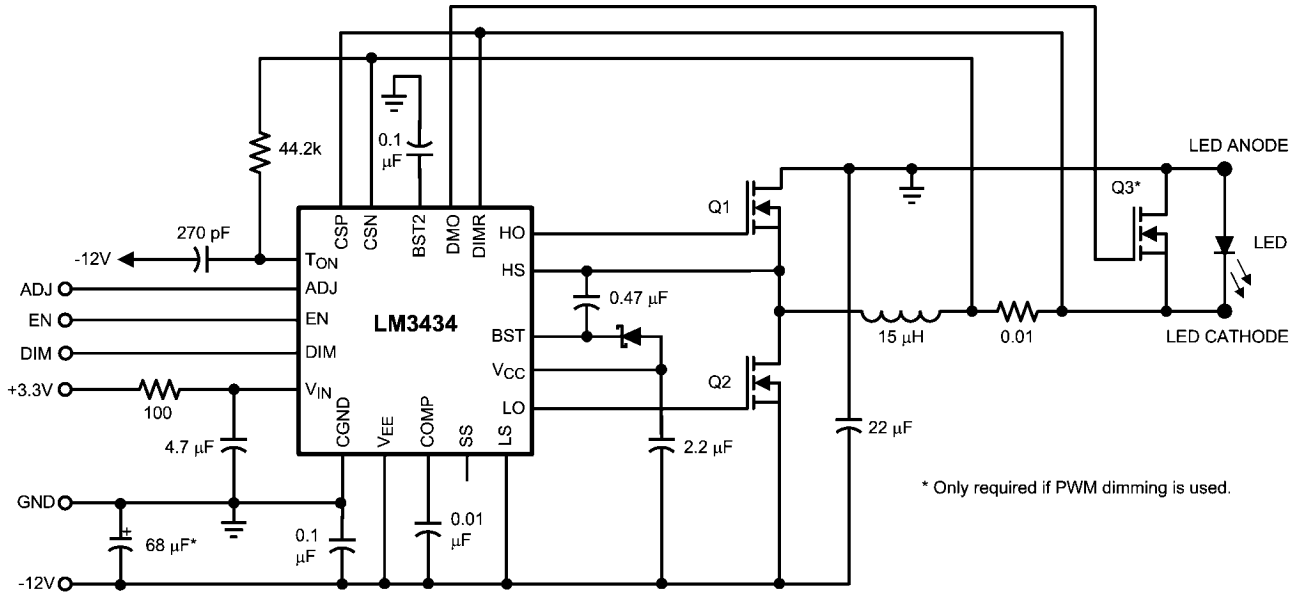 44.2k
0.1
µF
CSP
CSN
BST2
DMO
DIMR
LED ANODE
Q3*
LED
LED CATHODE
270 pF
-12V
TON
ADJ
ADJ
EN
EN
DIM
DIM
+3.3V
100
VIN
4.7 µF
LM3434
HO
HS
BST
VCC
LO
CGND
VEE
COMP
SS
LS
Q1
0.47 µF
15 µH
0.01
Q2
2.2 µF
22 µF
* Only required if PWM dimming is used.
GND
68 µF*
+
0.1
µF
0.01
µF
-12V